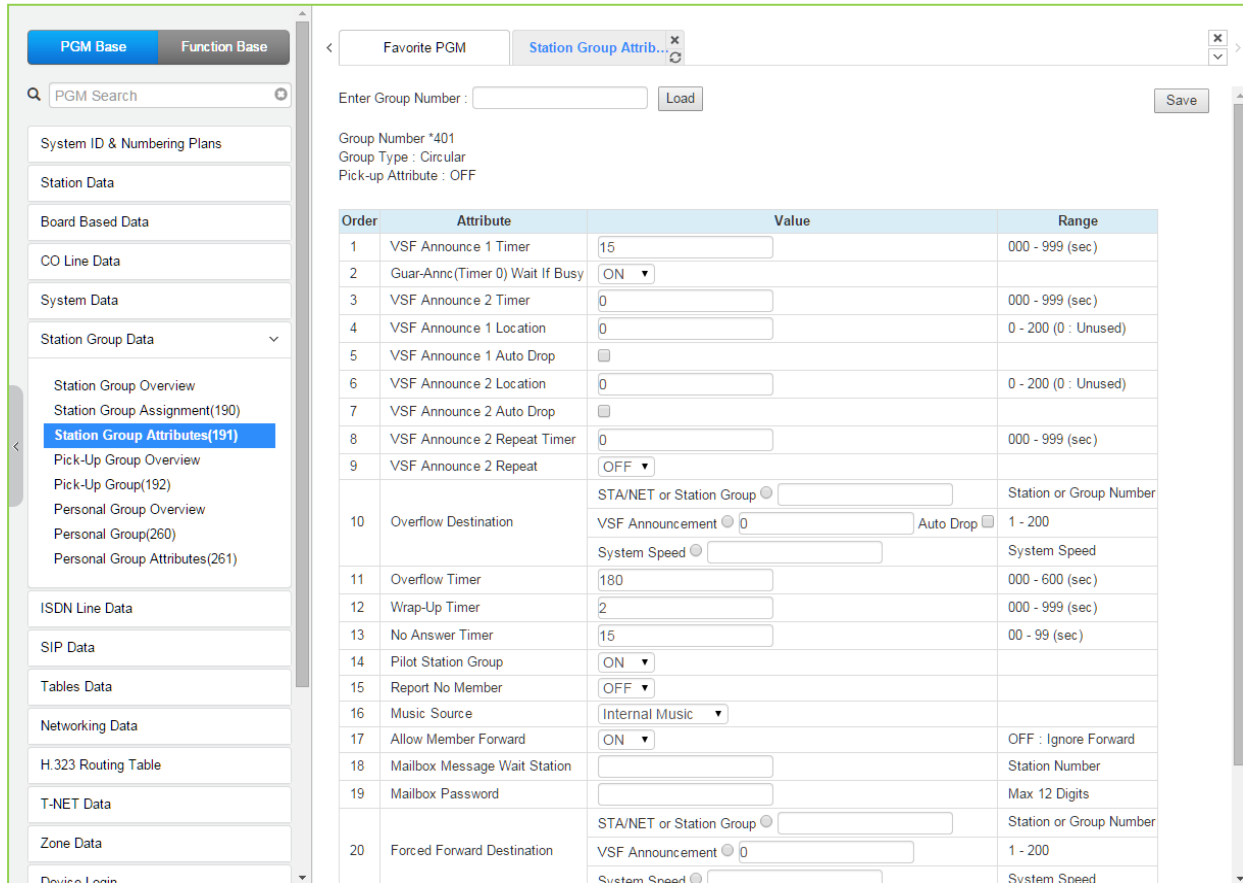 PGM Base Function Base
PGM Search
System ID & Numbering Plans
Station Data
Board Based Data
CO Line Data
System Data
Station Group Data
Station Group Overview
Station Group Assignment(190)
Station Group Attributes(191)
Pick-Up Group Overview
Pick-Up Group(192)
Personal Group Overview
Personal Group(260)
Personal Group Attributes(261)
ISDN Line Data
SIP Data
Tables Data
Networking Data
H.323 Routing Table
T-NET Data
Zone Data
Device Login
Favorite PGM Station Group Attrib...
Enter Group Number : Load Save
Group Number *401
Group Type : Circular
Pick-up Attribute : OFF
Order Attribute Value Range
1 VSF Announce 1 Timer 15 000 - 999 (sec)
2 Guar-Annc(Timer 0) Wait If Busy ON
3 VSF Announce 2 Timer 0 000 - 999 (sec)
4 VSF Announce 1 Location 0 0 - 200 (0 : Unused)
5 VSF Announce 1 Auto Drop
6 VSF Announce 2 Location 0 0 - 200 (0 : Unused)
7 VSF Announce 2 Auto Drop
8 VSF Announce 2 Repeat Timer 0 000 - 999 (sec)
9 VSF Announce 2 Repeat OFF
STA/NET or Station Group Station or Group Number
10 Overflow Destination VSF Announcement 0 Auto Drop 1 - 200
System Speed System Speed
11 Overflow Timer 180 000 - 600 (sec)
12 Wrap-Up Timer 2 000 - 999 (sec)
13 No Answer Timer 15 00 - 99 (sec)
14 Pilot Station Group ON
15 Report No Member OFF
16 Music Source Internal Music
17 Allow Member Forward ON OFF : Ignore Forward
18 Mailbox Message Wait Station Station Number
19 Mailbox Password Max 12 Digits
STA/NET or Station Group Station or Group Number
20 Forced Forward Destination VSF Announcement 0 1 - 200
System Speed System Speed